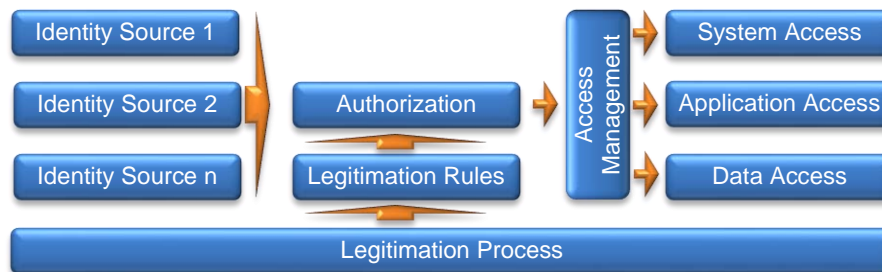 Identity Source 1
Identity Source 2
Identity Source n
Authorization
Legitimation Rules
Access
Management
System Access
Application Access
Data Access
Legitimation Process